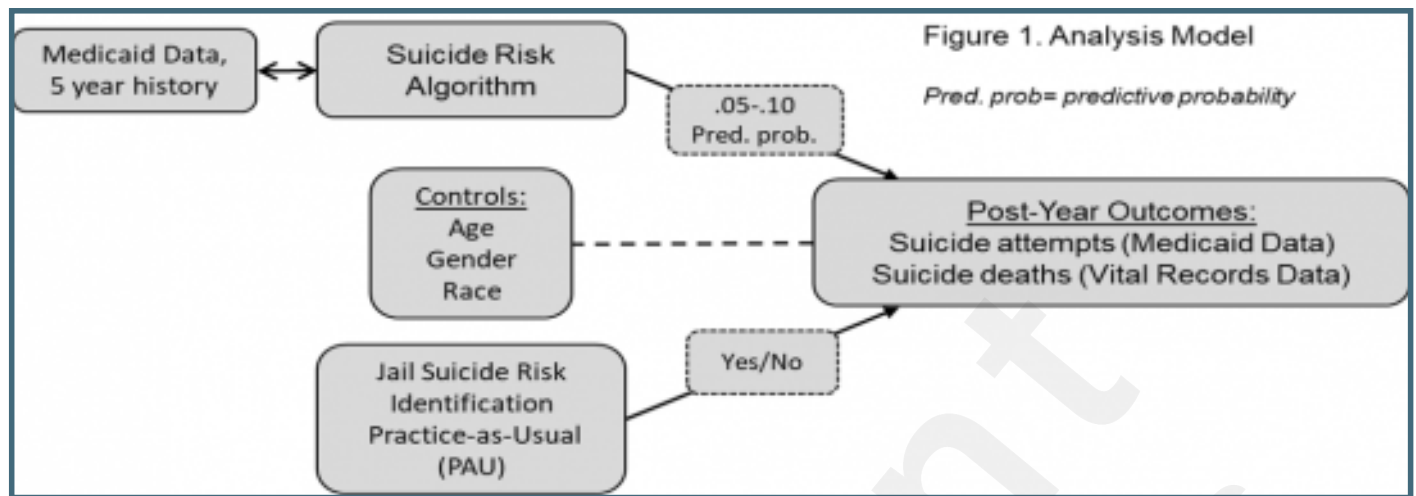 Medicaid Data,
5 year history
Suicide Risk
Algorithm
.05-.10
Pred. prob.
Figure 1. Analysis Model
Pred. prob= predictive probability
Controls:
Age
Gender
Race
Post-Year Outcomes:
Suicide attempts (Medicaid Data)
Suicide deaths (Vital Records Data)
Jail Suicide Risk
Identification
Practice-as-Usual
(PAU)
Yes/No